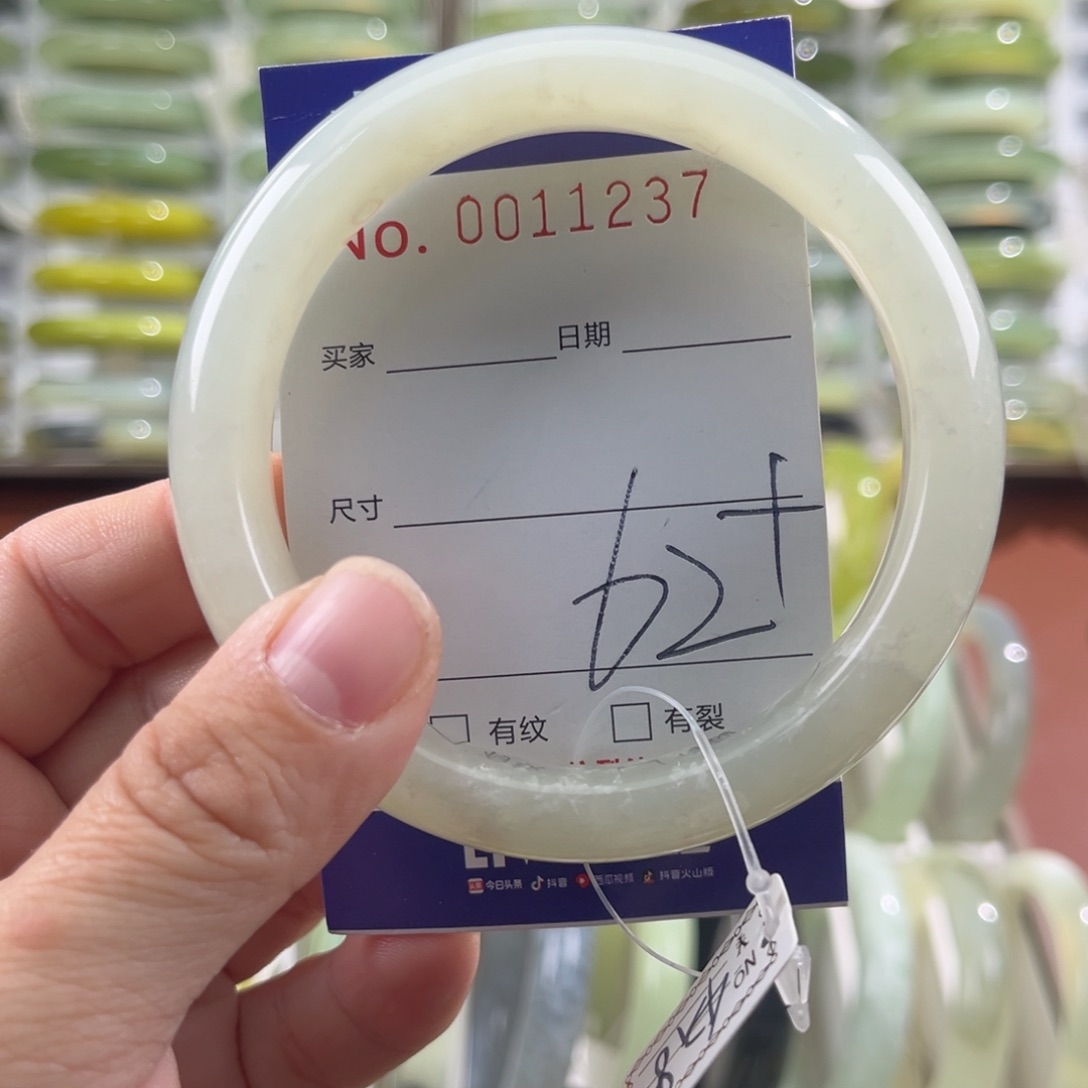 NO. 0011237
买家 日期
尺寸
62+
有纹 有裂
今日头条 抖音 西瓜视频 抖音火山版
NO